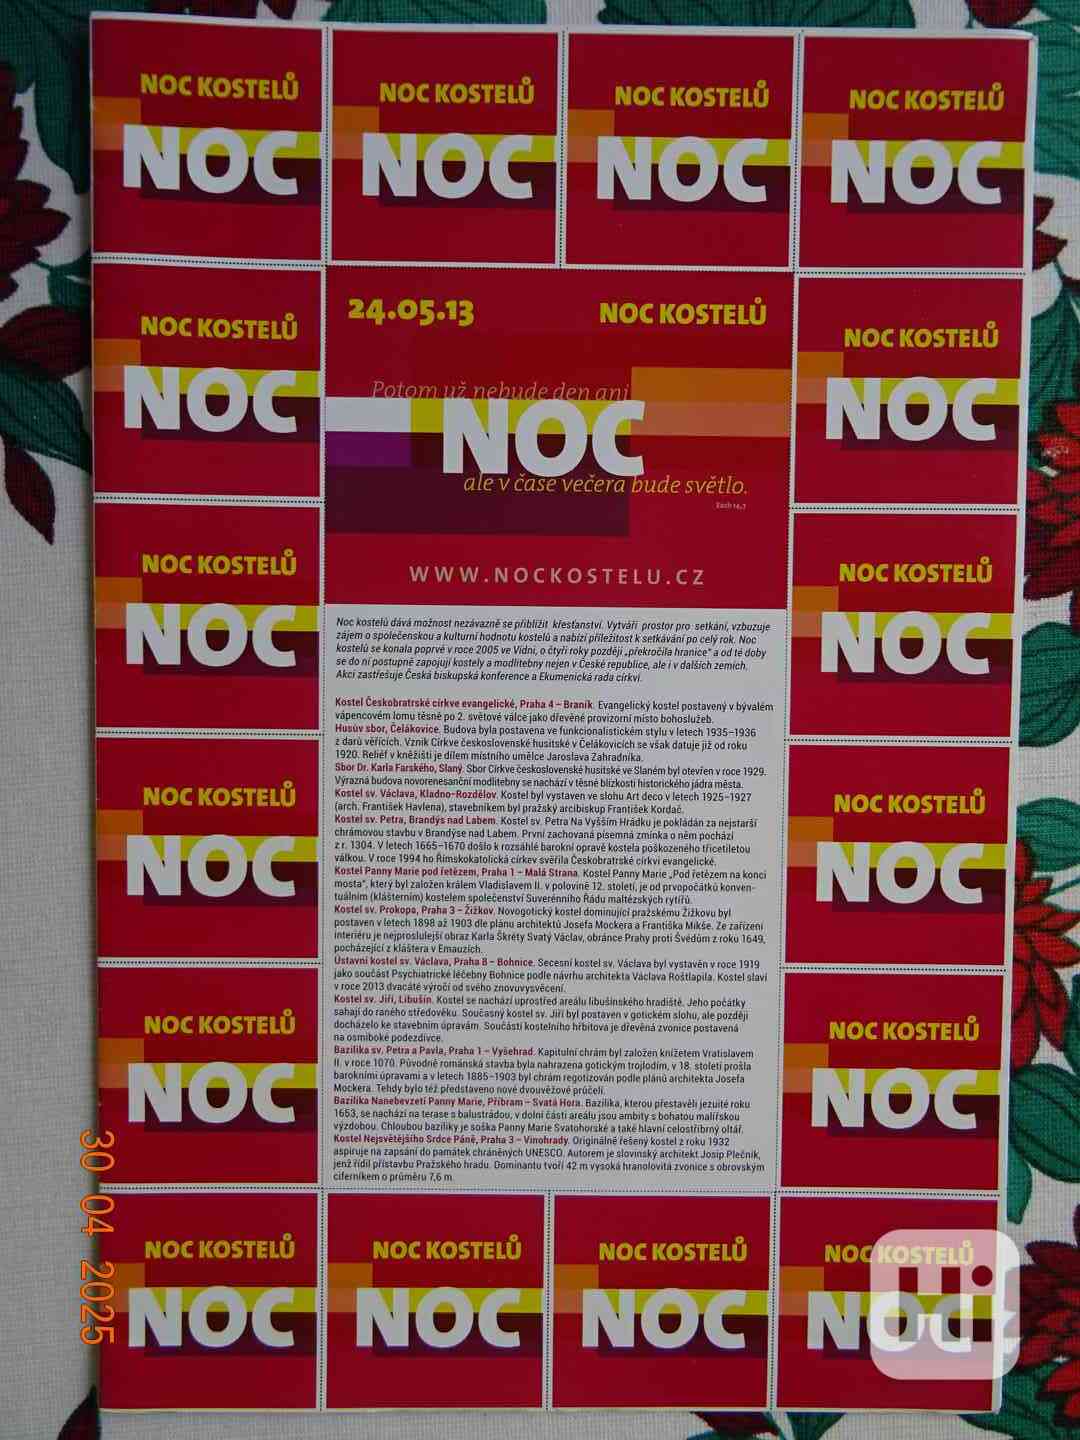 NOC KOSTELŮ
NOC
NOC KOSTELŮ
NOC
NOC KOSTELŮ
NOC
NOC KOSTELŮ
NOC
NOC KOSTELŮ
NOC
24.05.13
NOC KOSTELŮ
Potom už nebude den ani
NOC
ale v čase večera bude světlo.
Zach 14,7
WWW.NOCKOSTELU.CZ
NOC KOSTELŮ
NOC
NOC KOSTELŮ
NOC
NOC KOSTELŮ
NOC
Noc kostelů dává možnost nezávazně se přiblížit křesťanství. Vytváří prostor pro setkání, vzbuzuje
zájem o společenskou a kulturní hodnotu kostelů a nabízí příležitost k setkávání po celý rok. Noc
kostelů se konala poprvé v roce 2005 ve Vídni, o čtyři roky později „překročila hranice“ a od té doby
se do ní postupně zapojují kostely a modlitebny nejen v České republice, ale i v dalších zemích.
Akci zastřešuje Česká biskupská konference a Ekumenická rada církví.
Kostel Českobratrské církve evangelické, Praha 4 – Braník. Evangelický kostel postavený v bývalém
vápencovém lomu těsně po 2. světové válce jako dřevěné provizorní místo bohoslužeb.
Husův sbor, Čelákovice. Budova byla postavena ve funkcionalistickém stylu v letech 1935–1936
z darů věřících. Vznik Církve československé husitské v Čelákovicích se však datuje již od roku
1920. Reliéf v kněžišti je dílem místního umělce Jaroslava Zahradníka.
Sbor Dr. Karla Farského, Slaný. Sbor Církve československé husitské ve Slaném byl otevřen v roce 1929.
Výrazná budova novorenesanční modlitebny se nachází v těsné blízkosti historického jádra města.
Kostel sv. Václava, Kladno–Rozdělov. Kostel byl vystaven ve slohu Art deco v letech 1925–1927
(arch. František Havlena), stavebníkem byl pražský arcibiskup František Kordač.
Kostel sv. Petra, Brandýs nad Labem. Kostel sv. Petra Na Vyšším Hrádku je pokládán za nejstarší
chrámovou stavbu v Brandýse nad Labem. První zachovaná písemná zmínka o něm pochází
z r. 1304. V letech 1665–1670 došlo k rozsáhlé barokní opravě kostela poškozeného třicetiletou
válkou. V roce 1994 ho Římskokatolická církev svěřila Českobratrské církvi evangelické.
Kostel Panny Marie pod řetězem, Praha 1 – Malá Strana. Kostel Panny Marie „Pod řetězem na konci
mosta“, který byl založen králem Vladislavem II. v polovině 12. století, je od prvopočátků konven-
tuálním (klášterním) kostelem společenství Suverénního Řádu maltézských rytířů.
Kostel sv. Prokopa, Praha 3 – Žižkov. Novogotický kostel dominující pražskému Žižkovu byl
postaven v letech 1898 až 1903 dle plánu architektů Josefa Mockera a Františka Mikše. Ze zařízení
interiéru je nejproslulejší obraz Karla Škréty Svatý Václav, obránce Prahy proti Švédům z roku 1649,
pocházející z kláštera v Emauzích.
Ústavní kostel sv. Václava, Praha 8 – Bohnice. Secesní kostel sv. Václava byl vystavěn v roce 1919
jako součást Psychiatrické léčebny Bohnice podle návrhu architekta Václava Roštlapila. Kostel slaví
v roce 2013 dvacáté výročí od svého znovuvysvěcení.
Kostel sv. Jiří, Libušín. Kostel se nachází uprostřed areálu libušínského hradiště. Jeho počátky
sahají do raného středověku. Současný kostel sv. Jiří byl postaven v gotickém slohu, ale později
docházelo ke stavebním úpravám. Součástí kostelního hřbitova je dřevěná zvonice postavená
na osmiboké podezdívce.
Bazilika sv. Petra a Pavla, Praha 1 – Vyšehrad. Kapitulní chrám byl založen knížetem Vratislavem
II. v roce 1070. Původně románská stavba byla nahrazena gotickým trojlodím, v 18. století prošla
barokními úpravami a v letech 1885–1903 byl chrám regotizován podle plánů architekta Josefa
Mockera. Tehdy bylo též představeno nové dvouvěžové průčelí.
Bazilika Nanebevzetí Panny Marie, Příbram – Svatá Hora. Bazilika, kterou přestavěli jezuité roku
1653, se nachází na terase s balustrádou, v dolní části areálu jsou ambity s bohatou malířskou
výzdobou. Chloubou baziliky je soška Panny Marie Svatohorské a také hlavní celostříbrný oltář.
Kostel Nejsvětějšího Srdce Páně, Praha 3 – Vinohrady. Originálně řešený kostel z roku 1932
aspiruje na zapsání do památek chráněných UNESCO. Autorem je slovinský architekt Josip Plečnik,
jenž řídil přístavbu Pražského hradu. Dominantu tvoří 42 m vysoká hranolovitá zvonice s obrovským
ciferníkem o průměru 7,6 m.
NOC KOSTELŮ
NOC
NOC KOSTELŮ
NOC
NOC KOSTELŮ
NOC
NOC KOSTELŮ
NOC
NOC KOSTELŮ
NOC
NOC KOSTELŮ
NOC
NOC KOSTELŮ
NOC
NOC KOSTELŮ
NOC
30 04 2025